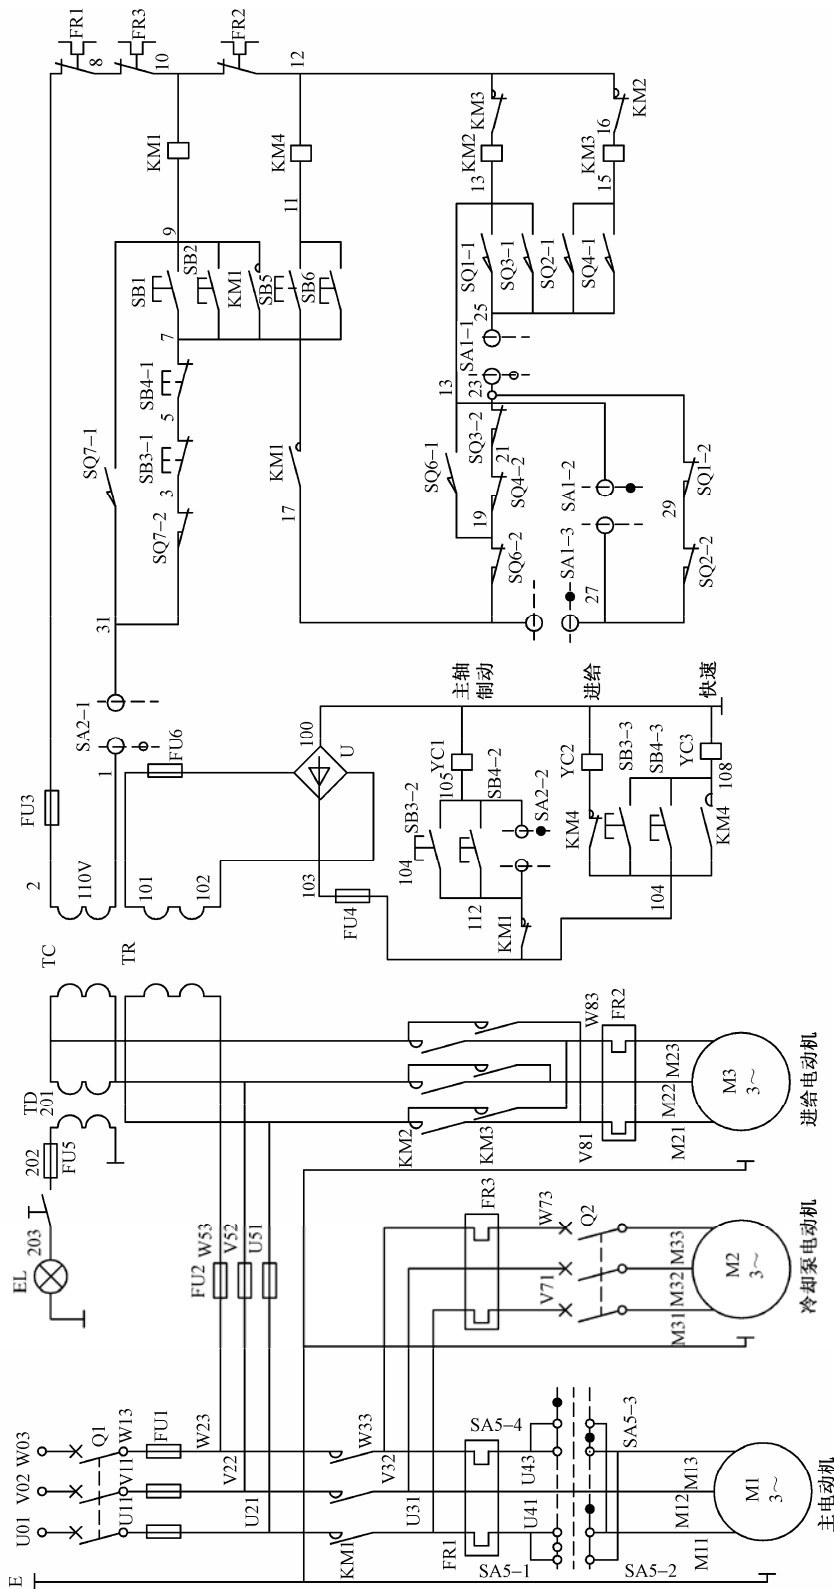 FR1
FR3
FR2
8
10
12
KM3
KM2
KM1
KM4
KM2
16
KM3
13
15
11
9
SB2
SB1
KM1
SB5
SB6
SQ1-1
SQ3-1
SQ2-1
SQ4-1
25
7
SA1-1
SB4-1
13
23
5
SQ7-1
SB3-1
3
KM1
SQ6-1
SQ3-2
21
SQ4-2
SA1-2
SQ1-2
SQ7-2
17
19
29
SQ6-2
SA1-3
27
SQ2-2
31
主轴
制动
进给
快速
SA2-1
1
FU6
100
U
YC1
105
SB4-2
YC2
SB3-3
SB4-3
YC3
108
FU3
SB3-2
SA2-2
KM4
KM4
2
110V
101
102
103
FU4
104
112
KM1
104
TC
TR
W83
FR2
M23
M22
M21
M3
3～
进给电动机
TD
201
202
FU5
KM2
KM3
V81
203
EL
FU2
W53
V52
U51
FR3
W73
V71
Q2
M33
M32
M31
M2
3～
冷却泵电动机
W03
V02
U01
Q1
W13
V11
U11
FU1
W23
V22
U21
W33
V32
U31
KM1
FR1
SA5-4
U43
U41
SA5-1
SA5-3
SA5-2
M13
M12
M11
M1
3～
主电动机
E